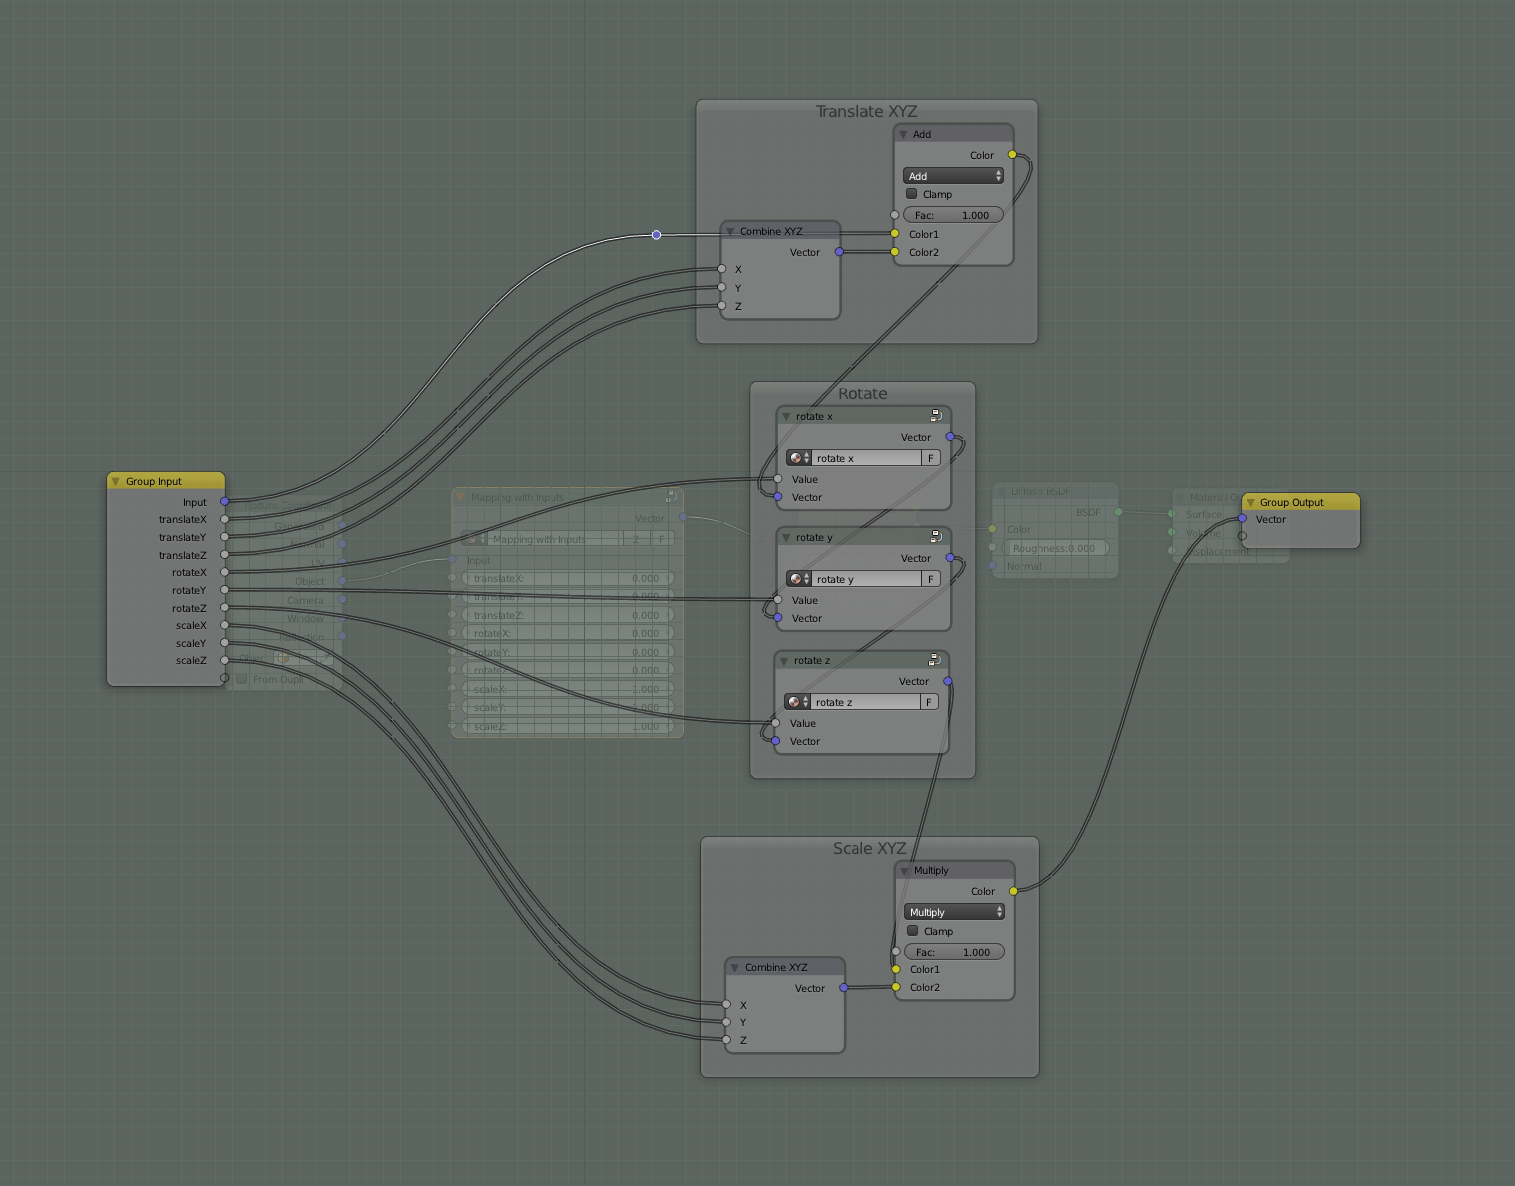 Translate XYZ
Add
Color
Add
Clamp
Fac: 1.000
Color1
Color2
Combine XYZ
Vector
X
Y
Z
Rotate
rotate x
Vector
rotate x F
Value
Vector
rotate y
Vector
rotate y F
Value
Vector
rotate z
Vector
rotate z F
Value
Vector
Group Input
Input
translateX
translateY
translateZ
rotateX
rotateY
rotateZ
scaleX
scaleY
scaleZ
Generated
Normal
UV
Object
Camera
Window
From Dupli
Mapping with Inputs
Vector
Mapping with Inputs 2 F
Input
translateX: 0.000
translateY: 0.000
translateZ: 0.000
rotateX: 0.000
rotateY: 0.000
rotateZ: 0.000
scaleX: 1.000
scaleY: 1.000
scaleZ: 1.000
Diffuse BSDF
BSDF
Color
Roughness:0.000
Normal
Material
Surface
Volume
Displacement
Group Output
Vector
Scale XYZ
Multiply
Color
Multiply
Clamp
Fac: 1.000
Color1
Color2
Combine XYZ
Vector
X
Y
Z